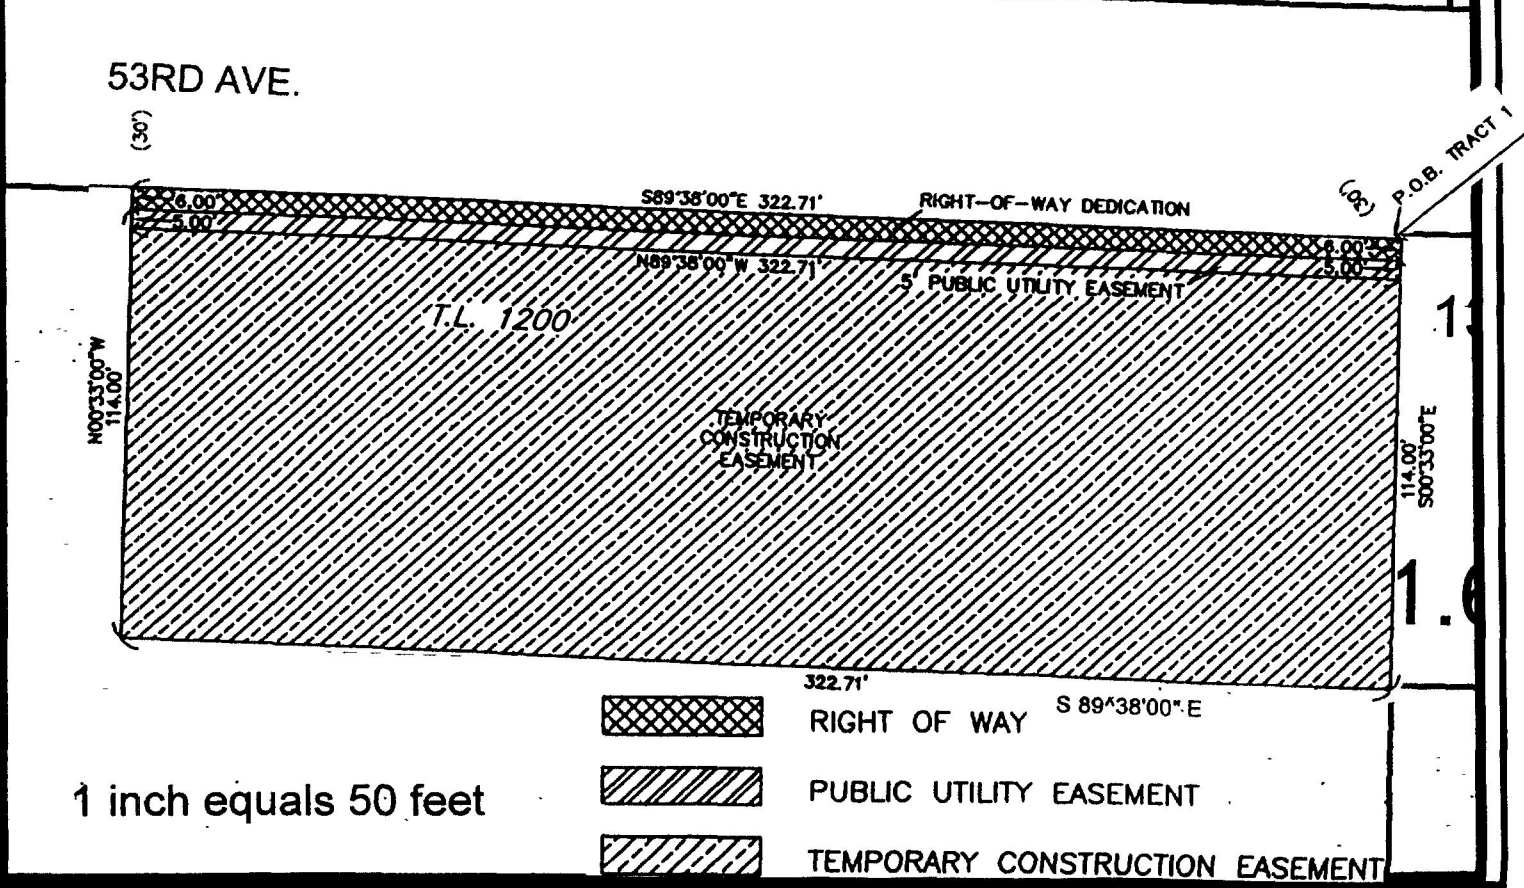 53RD AVE.
(30')
P.O.B. TRACT 1
(30')
S89°38'00"E 322.71'
RIGHT-OF-WAY DEDICATION
6.00'
5.00'
6.00'
5.00'
N89°38'00"W 322.71'
5' PUBLIC UTILITY EASEMENT
T.L. 1200
N00°33'00"W
114.00'
TEMPORARY
CONSTRUCTION
EASEMENT
114.00'
S00°33'00"E
322.71'
S 89^38'00" E
RIGHT OF WAY
1 inch equals 50 feet
PUBLIC UTILITY EASEMENT
TEMPORARY CONSTRUCTION EASEMENT